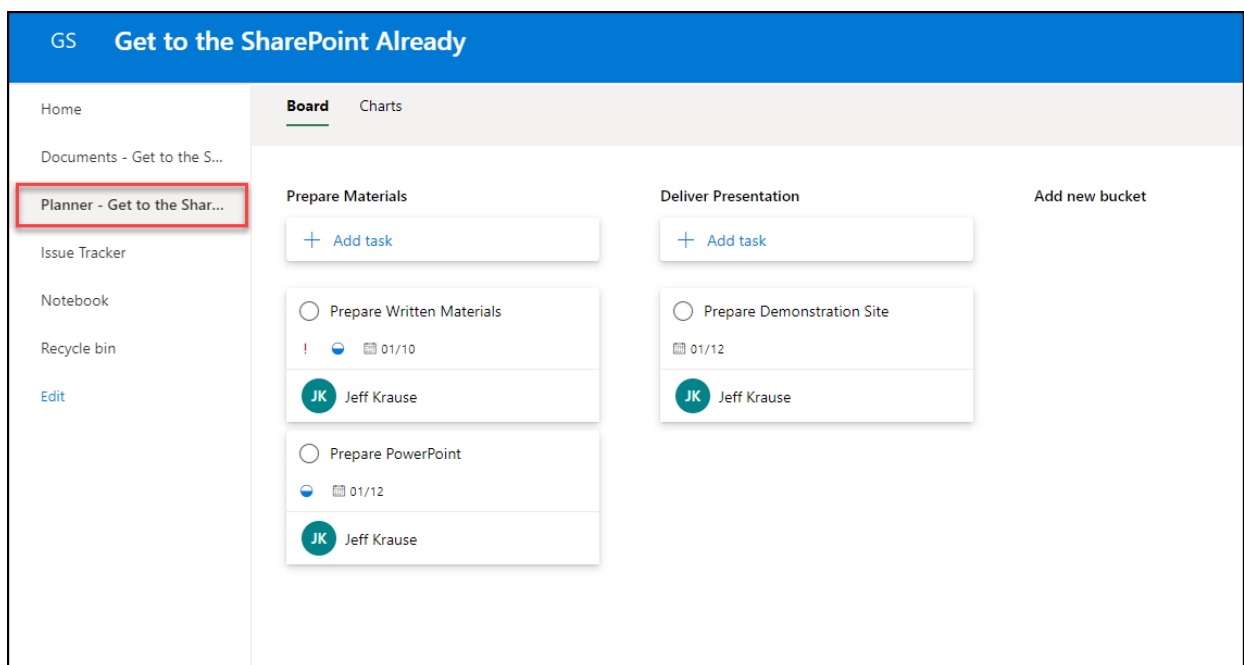 GS Get to the SharePoint Already
Home
Documents - Get to the S...
Planner - Get to the Shar...
Issue Tracker
Notebook
Recycle bin
Edit
Board Charts
Prepare Materials
+ Add task
Prepare Written Materials
! 01/10
JK Jeff Krause
Prepare PowerPoint
01/12
JK Jeff Krause
Deliver Presentation
+ Add task
Prepare Demonstration Site
01/12
JK Jeff Krause
Add new bucket